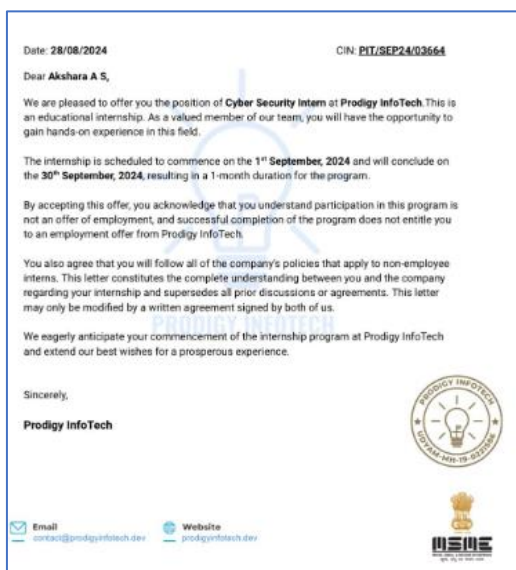 Date: 28/08/2024 CIN: PIT/SEP24/03664
Dear Akshara A S,
We are pleased to offer you the position of Cyber Security Intern at Prodigy InfoTech.This is
an educational internship. As a valued member of our team, you will have the opportunity to
gain hands-on experience in this field.
The internship is scheduled to commence on the 1st September, 2024 and will conclude on
the 30th September, 2024, resulting in a 1-month duration for the program.
By accepting this offer, you acknowledge that you understand participation in this program is
not an offer of employment, and successful completion of the program does not entitle you
to an employment offer from Prodigy InfoTech.
You also agree that you will follow all of the company's policies that apply to non-employee
interns. This letter constitutes the complete understanding between you and the company
regarding your internship and supersedes all prior discussions or agreements. This letter
may only be modified by a written agreement signed by both of us.
PRODIGY INFOTECH
We eagerly anticipate your commencement of the internship program at Prodigy InfoTech
and extend our best wishes for a prosperous experience.
Sincerely,
Prodigy InfoTech
PRODIGY INFOTECH
UDYAM-MH-19-0221586
Email
contact@prodigyinfotech.dev
Website
prodigyinfotech.dev
MSME